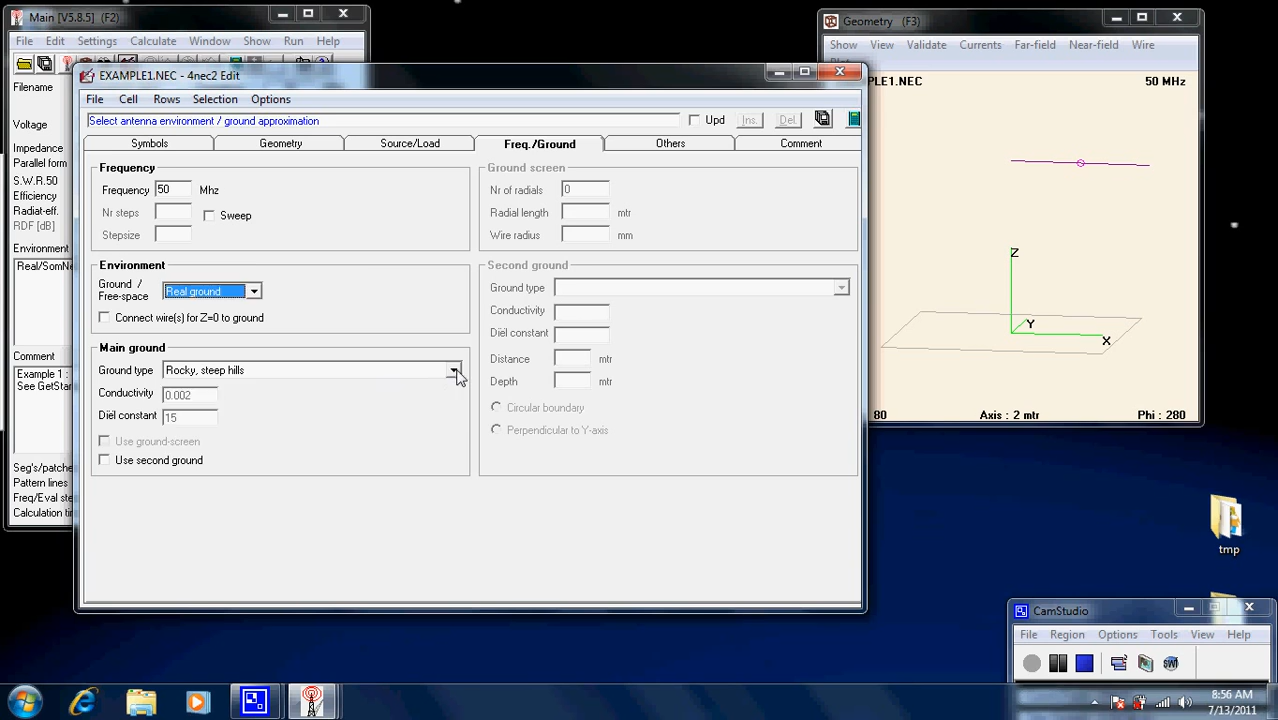 Main [V5.8.5] (F2)
File Edit Settings Calculate Window Show Run Help
Filename
Voltage
Impedance
Parallel form
S.W.R.50
Efficiency
Radiat-eff.
RDF [dB]
Environment
Real/SomNe
Comment
Example 1 :
See GetStar
Seg's/patche
Pattern lines
Freq/Eval ste
Calculation tir
EXAMPLE1.NEC - 4nec2 Edit
File Cell Rows Selection Options
Select antenna environment / ground approximation
Upd Ins. Del.
Symbols Geometry Source/Load Freq./Ground Others Comment
Frequency
Frequency 50 Mhz
Nr steps Sweep
Stepsize
Environment
Ground /
Free-space
Real ground
Connect wire(s) for Z=0 to ground
Main ground
Ground type Rocky, steep hills
Conductivity 0.002
Diël constant 15
Use ground-screen
Use second ground
Ground screen
Nr of radials 0
Radial length mtr
Wire radius mm
Second ground
Ground type
Conductivity
Diël constant
Distance mtr
Depth mtr
Circular boundary
Perpendicular to Y-axis
Geometry (F3)
Show View Validate Currents Far-field Near-field Wire
PLE1.NEC 50 MHz
Z
Y
X
80 Axis : 2 mtr Phi : 280
tmp
CamStudio
File Region Options Tools View Help
SWF
8:56 AM
7/13/2011